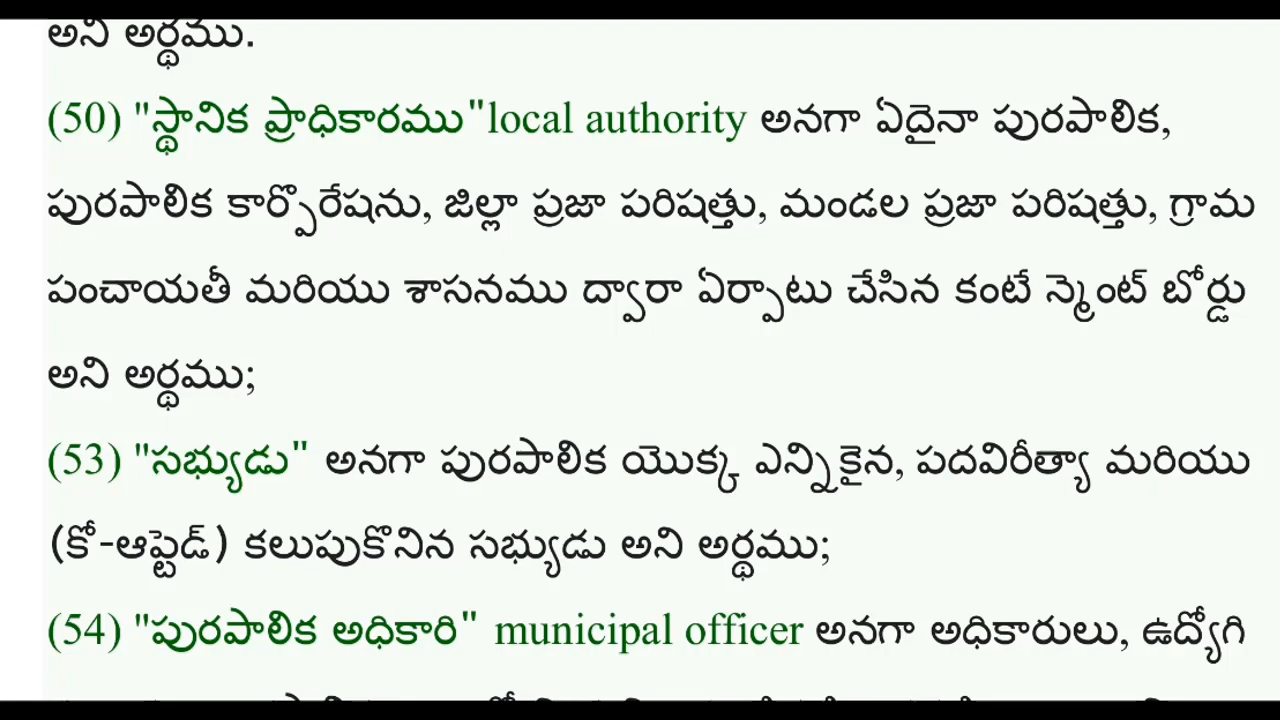 అని అర్థము.
(50) "స్థానిక ప్రాధికారము"local authority అనగా ఏదైనా పురపాలిక,
పురపాలిక కార్పొరేషను, జిల్లా ప్రజా పరిషత్తు, మండల ప్రజా పరిషత్తు, గ్రామ
పంచాయతీ మరియు శాసనము ద్వారా ఏర్పాటు చేసిన కంటే న్మెంట్ బోర్డు
అని అర్థము;
(53) "సభ్యుడు" అనగా పురపాలిక యొక్క ఎన్నికైన, పదవిరీత్యా మరియు
(కో-ఆప్టెడ్) కలుపుకొనిన సభ్యుడు అని అర్థము;
(54) "పురపాలిక అధికారి" municipal officer అనగా అధికారులు, ఉద్యోగి